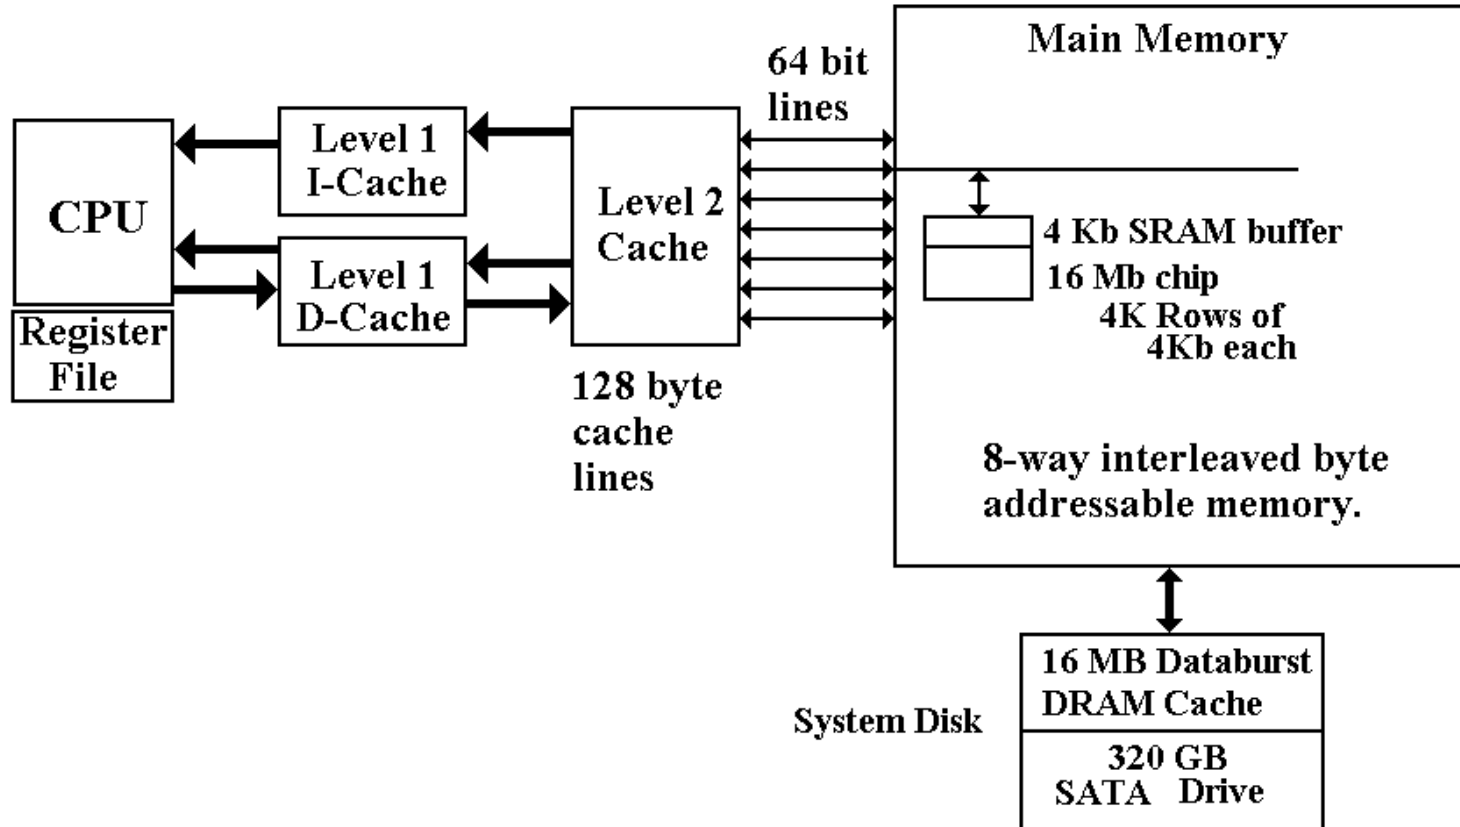 Main Memory
64 bit
lines
Level 1
I-Cache
CPU
Level 2
Cache
4 Kb SRAM buffer
Level 1
D-Cache
16 Mb chip
4K Rows of
4Kb each
Register
File
128 byte
cache
lines
8-way interleaved byte
addressable memory.
16 MB Databurst
DRAM Cache
System Disk
320 GB
SATA Drive